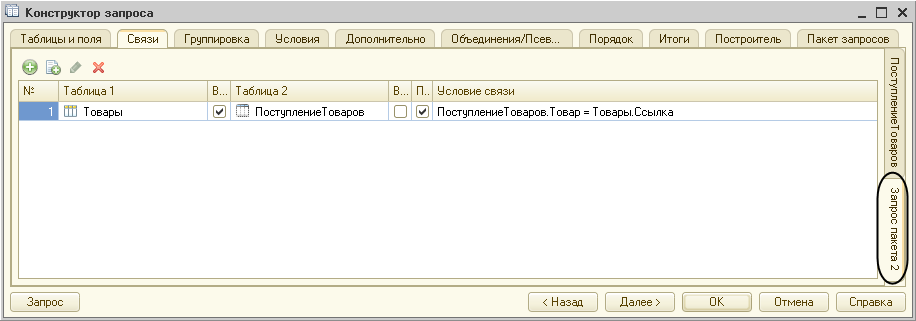 Конструктор запроса
Таблицы и поля Связи Группировка Условия Дополнительно Объединения/Псев... Порядок Итоги Построитель Пакет запросов
№ Таблица 1 В... Таблица 2 В... П... Условие связи
1 Товары ПоступлениеТоваров ПоступлениеТоваров.Товар = Товары.Ссылка
ПоступлениеТоваров
Запрос пакета 2
Запрос < Назад Далее > ОК Отмена Справка